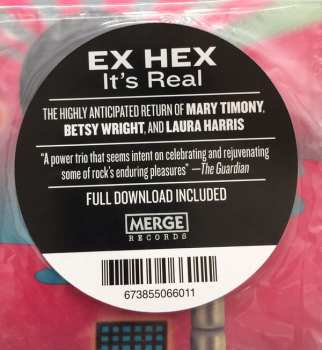 EX HEX
It's Real
THE HIGHLY ANTICIPATED RETURN OF MARY TIMONY,
BETSY WRIGHT, AND LAURA HARRIS
"A power trio that seems intent on celebrating and rejuvenating
some of rock's enduring pleasures" —The Guardian
FULL DOWNLOAD INCLUDED
MERGE
RECORDS
673855066011